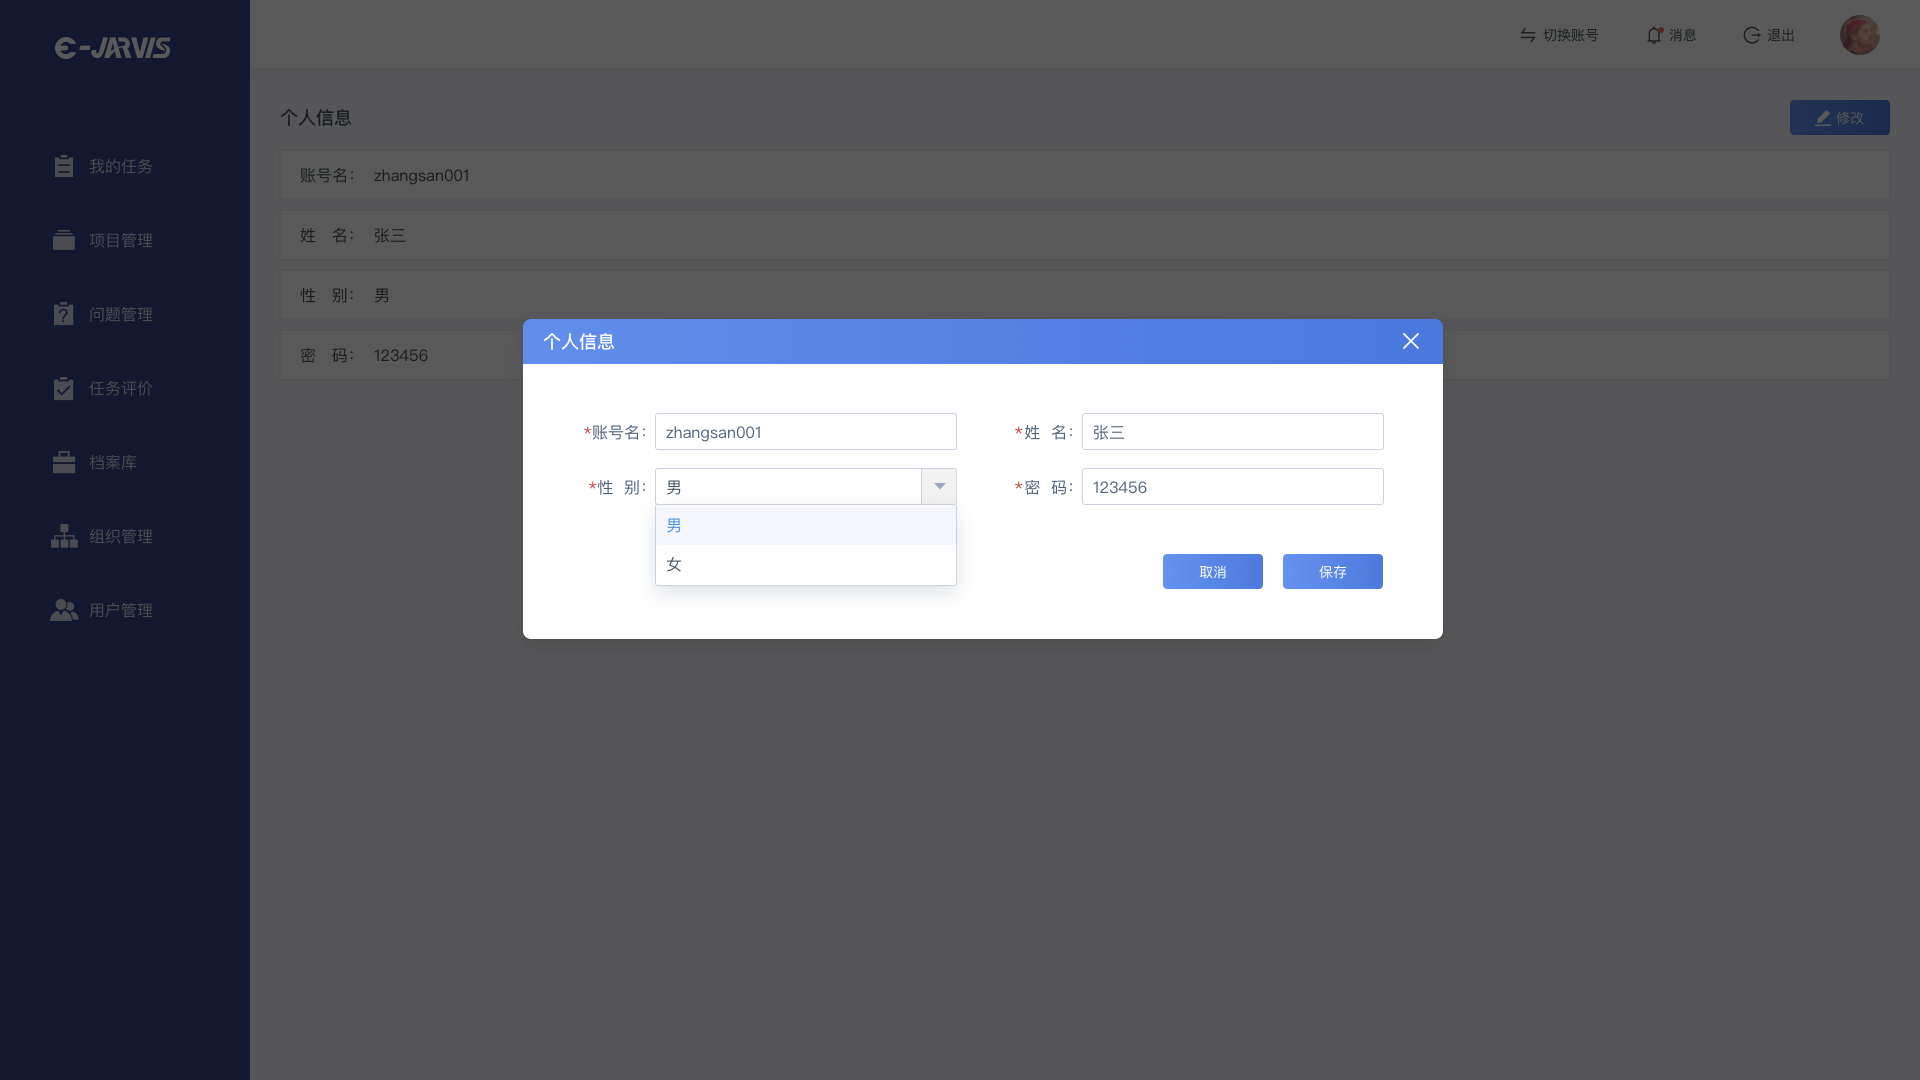 E-JARVIS
切换账号
消息
退出
我的任务
项目管理
问题管理
任务评价
档案库
组织管理
用户管理
个人信息
修改
账号名： zhangsan001
姓 名： 张三
性 别： 男
密 码： 123456
个人信息
*账号名： zhangsan001
*姓 名： 张三
*性 别： 男
*密 码： 123456
男
女
取消
保存